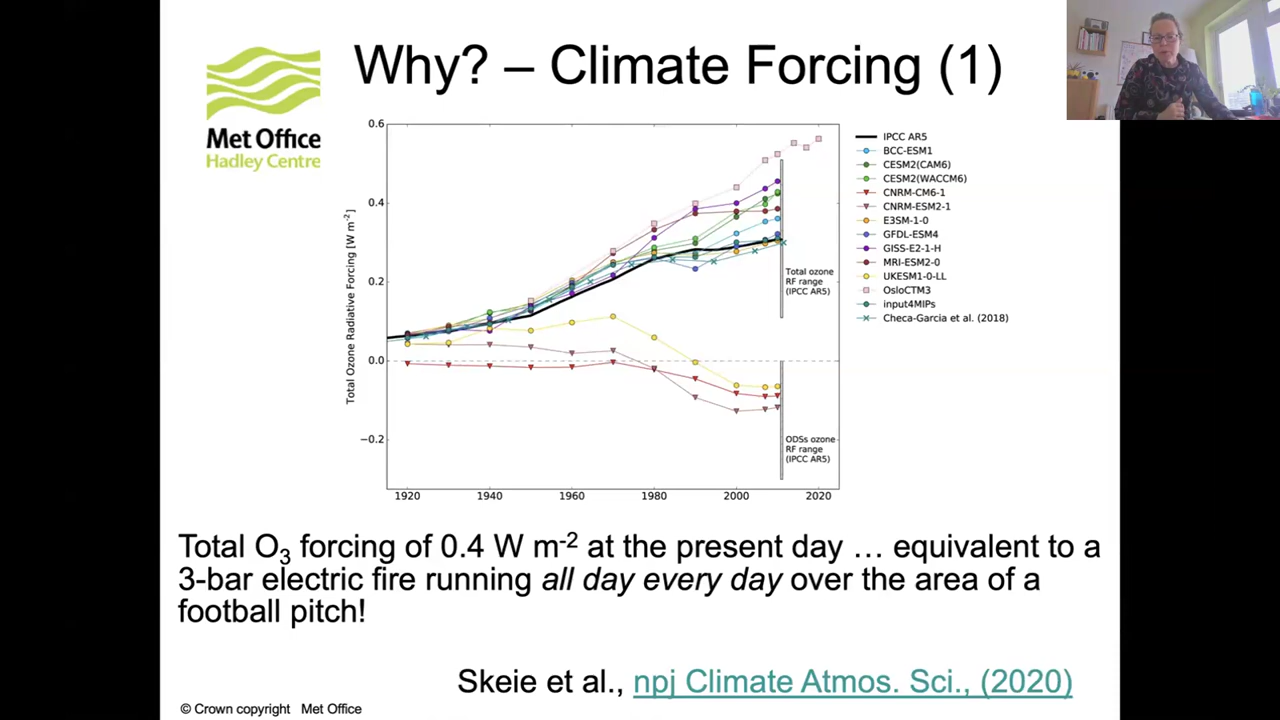 Why? – Climate Forcing (1)
Met Office
Hadley Centre
0.6
0.4
0.2
0.0
−0.2
Total Ozone Radiative Forcing [W m-2]
1920 1940 1960 1980 2000 2020
Total ozone
RF range
(IPCC AR5)
ODSs ozone
RF range
(IPCC AR5)
IPCC AR5
BCC-ESM1
CESM2(CAM6)
CESM2(WACCM6)
CNRM-CM6-1
CNRM-ESM2-1
E3SM-1-0
GFDL-ESM4
GISS-E2-1-H
MRI-ESM2-0
UKESM1-0-LL
OsloCTM3
input4MIPs
Checa-Garcia et al. (2018)
Total O3 forcing of 0.4 W m-2 at the present day … equivalent to a
3-bar electric fire running all day every day over the area of a
football pitch!
Skeie et al., npj Climate Atmos. Sci., (2020)
© Crown copyright Met Office